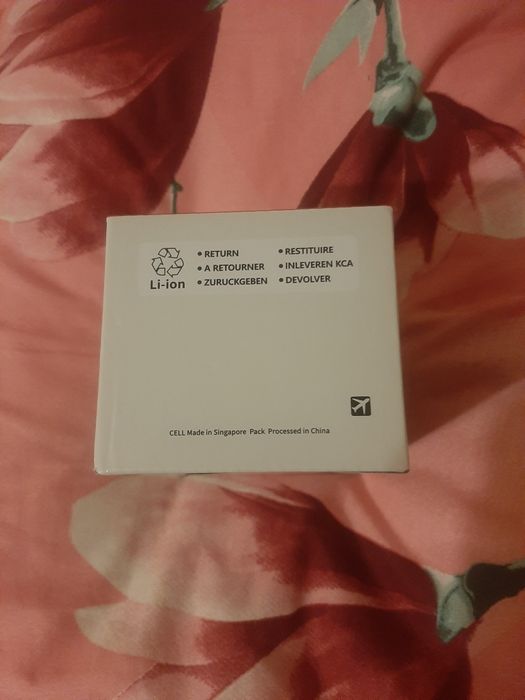 • RETURN
• A RETOURNER
• ZURUCKGEBEN
• RESTITUIRE
• INLEVEREN KCA
• DEVOLVER
Li-ion
CELL Made in Singapore Pack Processed in China